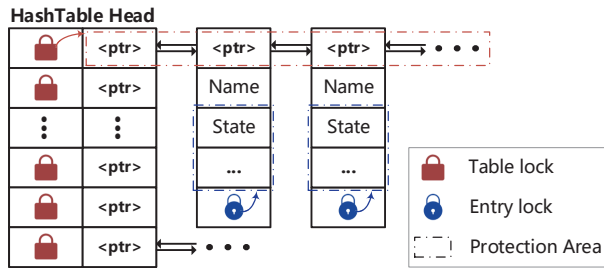 HashTable Head
<ptr> <ptr> <ptr> • • •
<ptr> Name Name
⋮ ⋮ State State
<ptr> ... ...
<ptr>
<ptr> • • •
Table lock
Entry lock
Protection Area